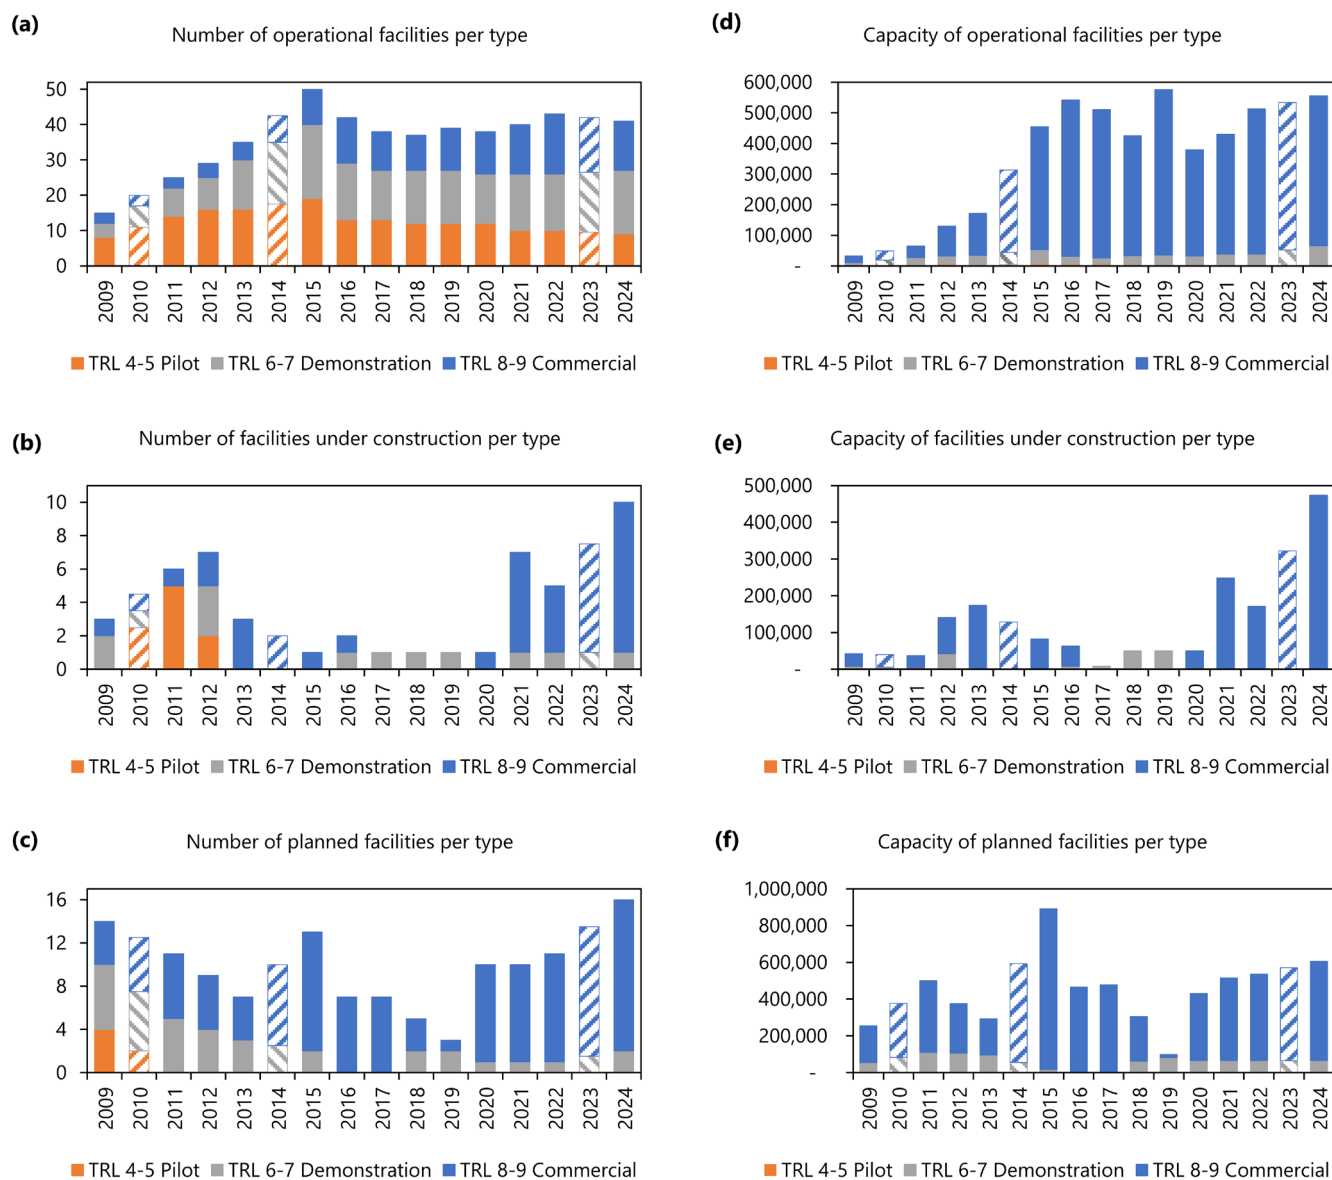 (a)
Number of operational facilities per type
50
40
30
20
10
0
2009 2010 2011 2012 2013 2014 2015 2016 2017 2018 2019 2020 2021 2022 2023 2024
TRL 4-5 Pilot TRL 6-7 Demonstration TRL 8-9 Commercial
(d)
Capacity of operational facilities per type
600,000
500,000
400,000
300,000
200,000
100,000
-
2009 2010 2011 2012 2013 2014 2015 2016 2017 2018 2019 2020 2021 2022 2023 2024
TRL 4-5 Pilot TRL 6-7 Demonstration TRL 8-9 Commercial
(b)
Number of facilities under construction per type
10
8
6
4
2
0
2009 2010 2011 2012 2013 2014 2015 2016 2017 2018 2019 2020 2021 2022 2023 2024
TRL 4-5 Pilot TRL 6-7 Demonstration TRL 8-9 Commercial
(e)
Capacity of facilities under construction per type
500,000
400,000
300,000
200,000
100,000
-
2009 2010 2011 2012 2013 2014 2015 2016 2017 2018 2019 2020 2021 2022 2023 2024
TRL 4-5 Pilot TRL 6-7 Demonstration TRL 8-9 Commercial
(c)
Number of planned facilities per type
16
12
8
4
0
2009 2010 2011 2012 2013 2014 2015 2016 2017 2018 2019 2020 2021 2022 2023 2024
TRL 4-5 Pilot TRL 6-7 Demonstration TRL 8-9 Commercial
(f)
Capacity of planned facilities per type
1,000,000
800,000
600,000
400,000
200,000
-
2009 2010 2011 2012 2013 2014 2015 2016 2017 2018 2019 2020 2021 2022 2023 2024
TRL 4-5 Pilot TRL 6-7 Demonstration TRL 8-9 Commercial